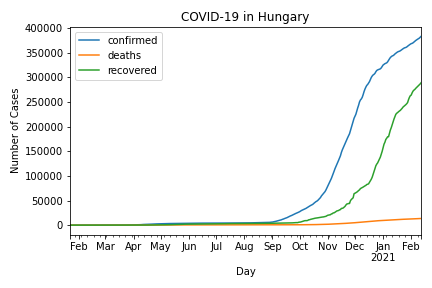 COVID-19 in Hungary
confirmed
deaths
recovered
400000
350000
300000
250000
200000
150000
100000
50000
0
Number of Cases
Feb Mar Apr May Jun Jul Aug Sep Oct Nov Dec Jan Feb
2021
Day